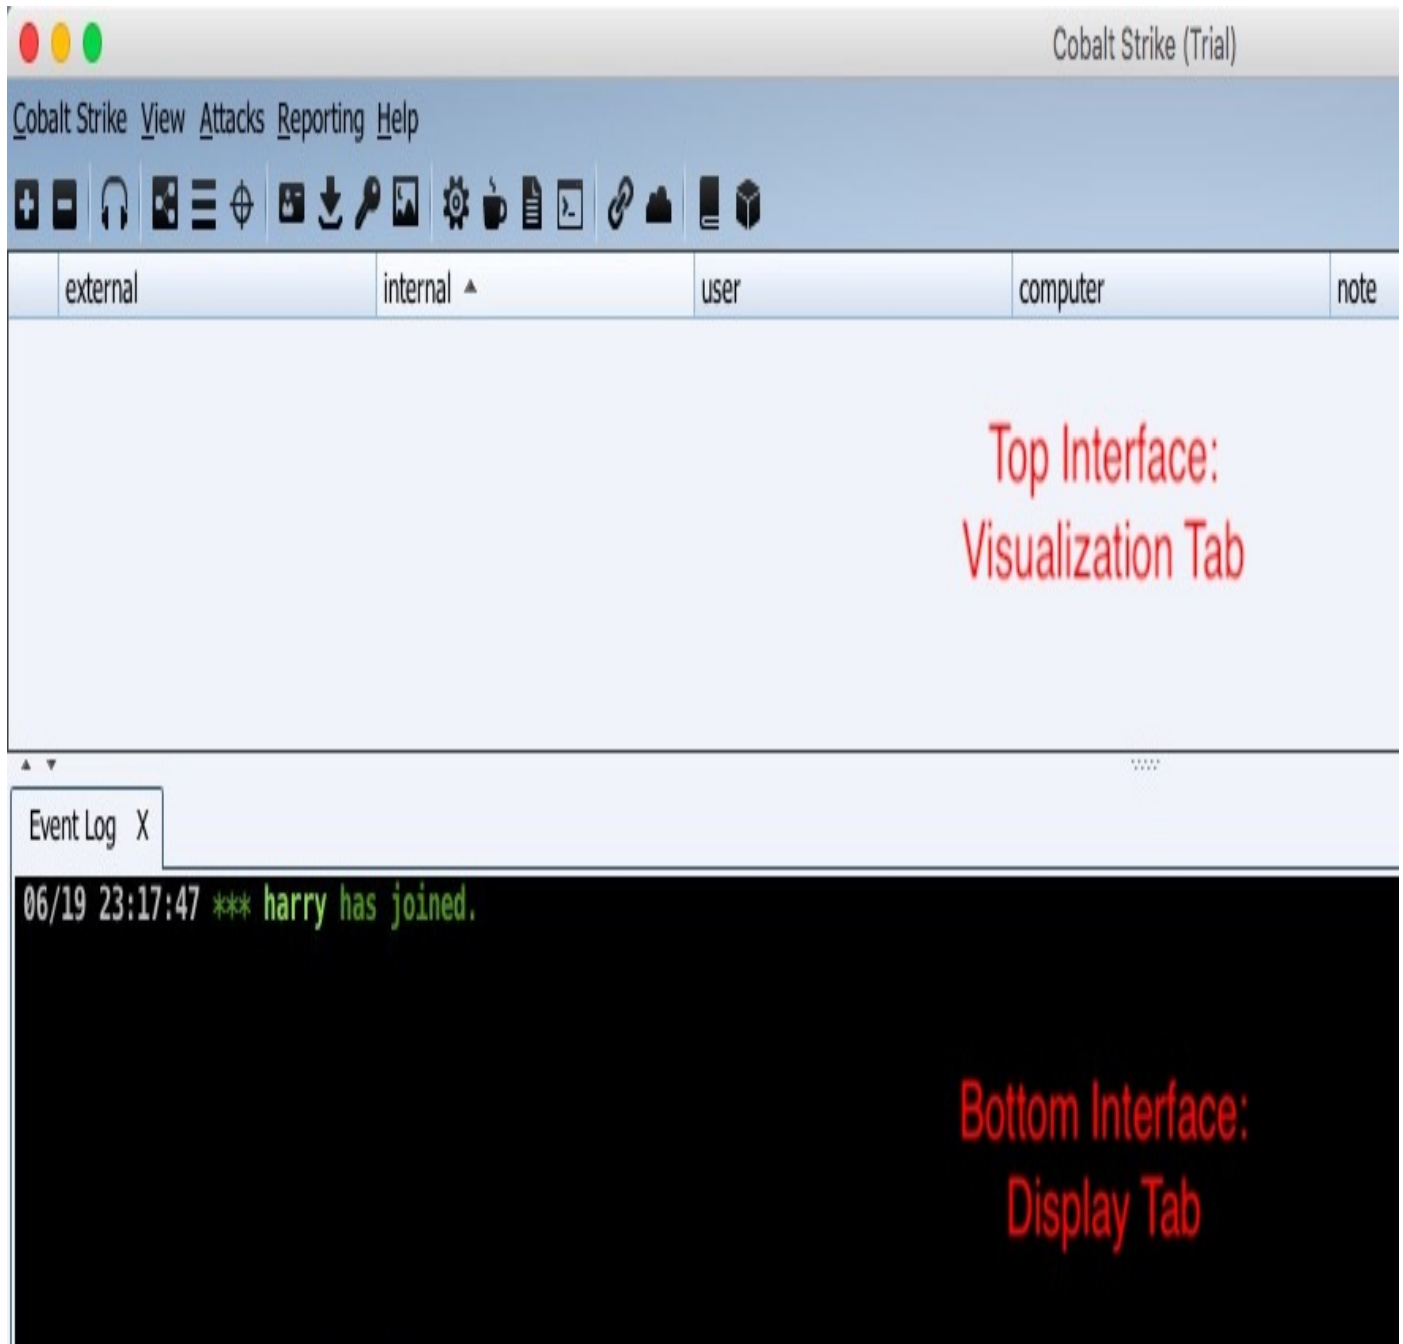 Cobalt Strike (Trial)
Cobalt Strike View Attacks Reporting Help
external internal user computer note
Top Interface:
Visualization Tab
Event Log X
06/19 23:17:47 *** harry has joined.
Bottom Interface:
Display Tab